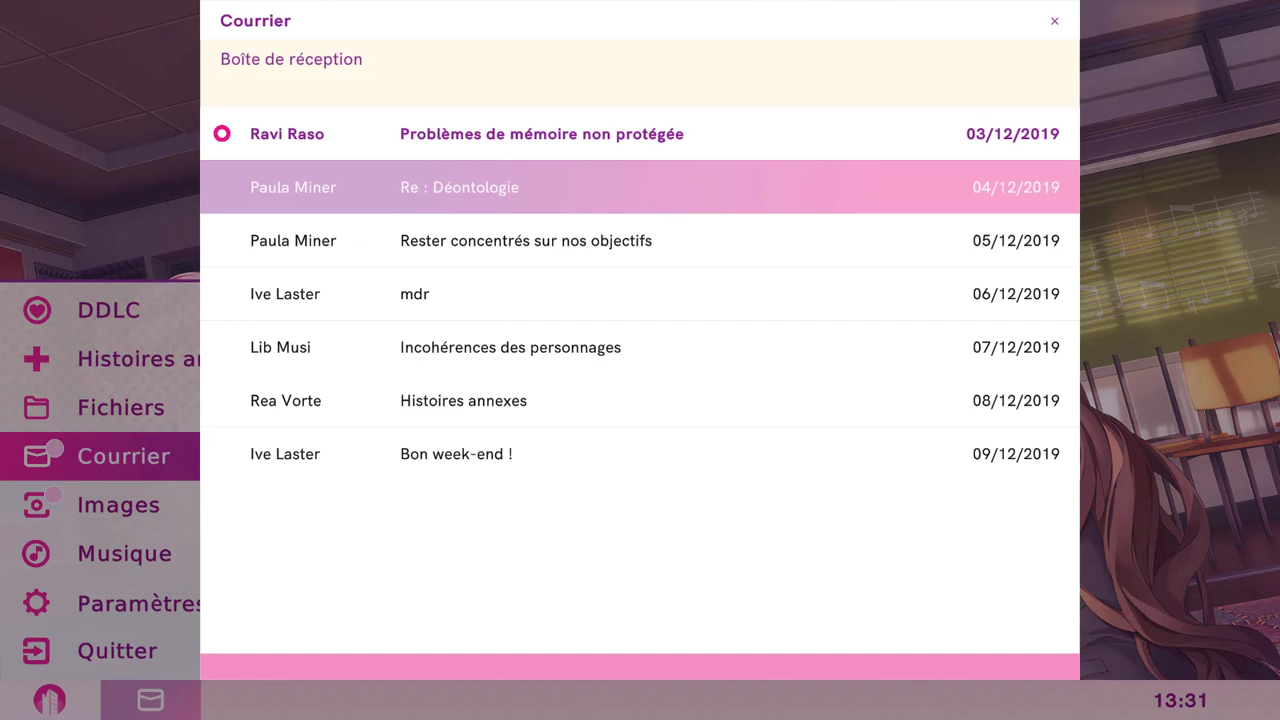 Courrier
×
Boîte de réception
Ravi Raso Problèmes de mémoire non protégée 03/12/2019
Paula Miner Re : Déontologie 04/12/2019
Paula Miner Rester concentrés sur nos objectifs 05/12/2019
Ive Laster mdr 06/12/2019
Lib Musi Incohérences des personnages 07/12/2019
Rea Vorte Histoires annexes 08/12/2019
Ive Laster Bon week-end ! 09/12/2019
DDLC
Histoires a
Fichiers
Courrier
Images
Musique
Paramètres
Quitter
13:31